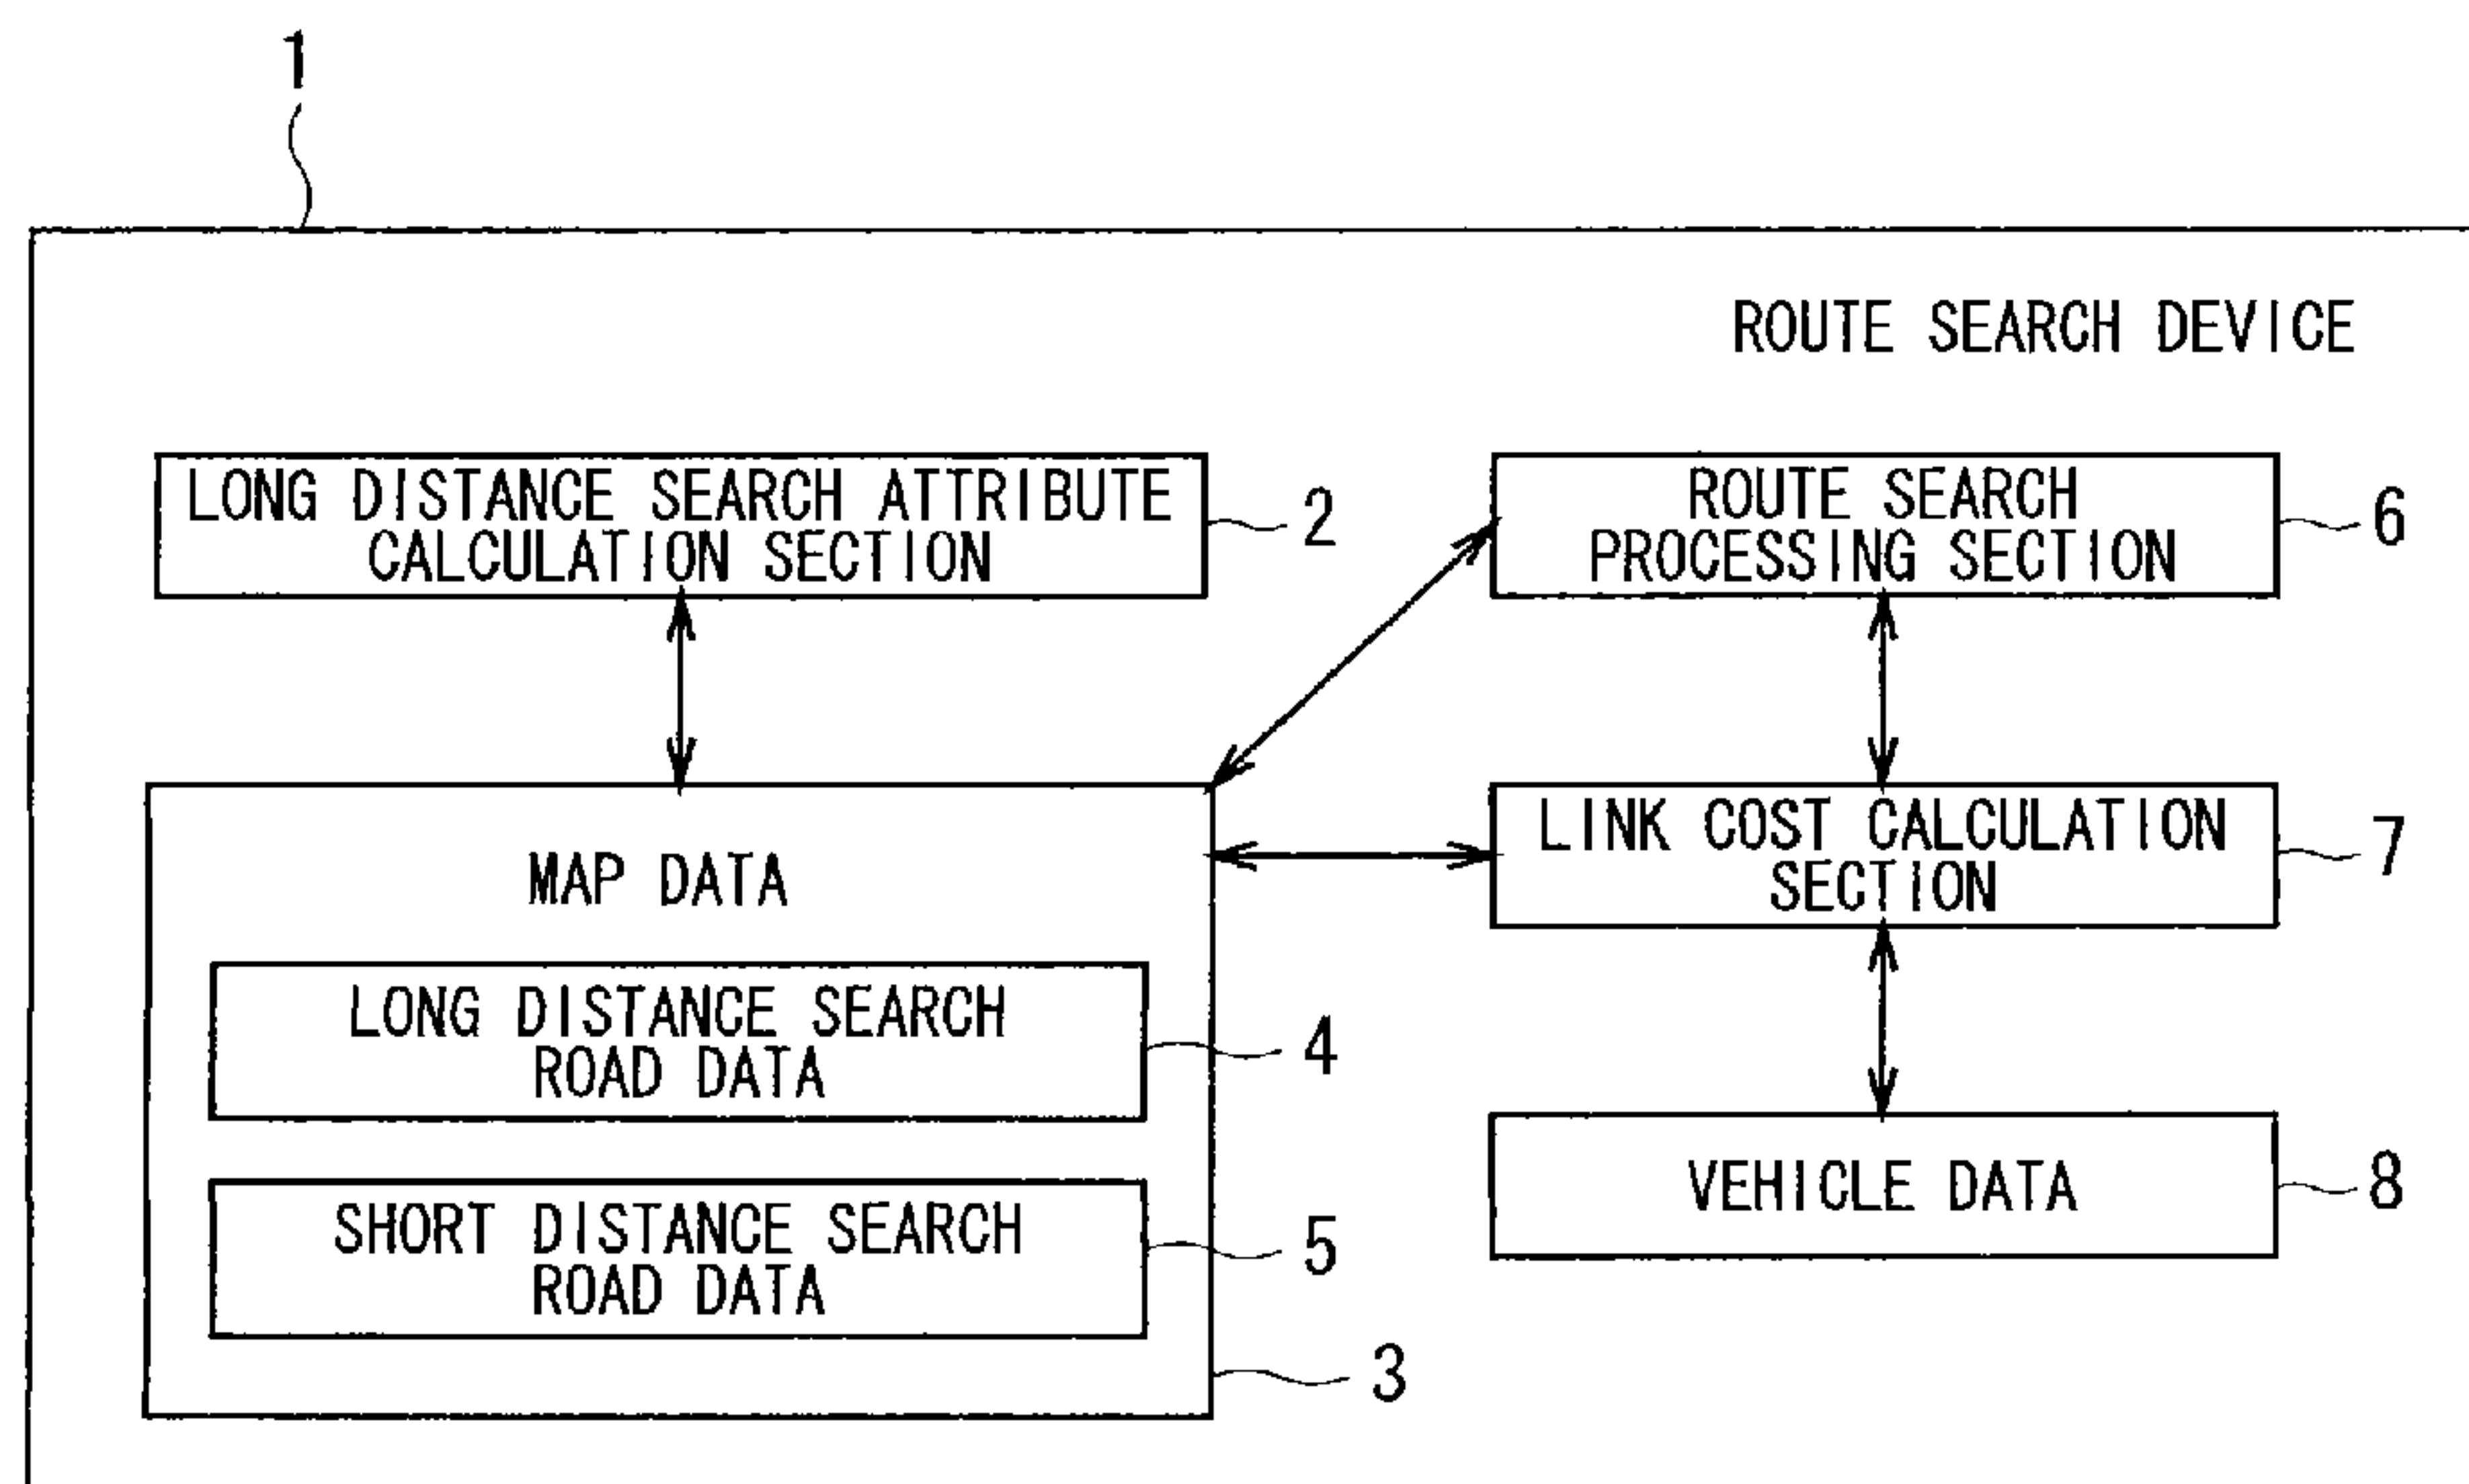 1
ROUTE SEARCH DEVICE
LONG DISTANCE SEARCH ATTRIBUTE
CALCULATION SECTION
2
ROUTE SEARCH
PROCESSING SECTION
6
MAP DATA
LINK COST CALCULATION
SECTION
7
LONG DISTANCE SEARCH
ROAD DATA
4
VEHICLE DATA
8
SHORT DISTANCE SEARCH
ROAD DATA
5
3